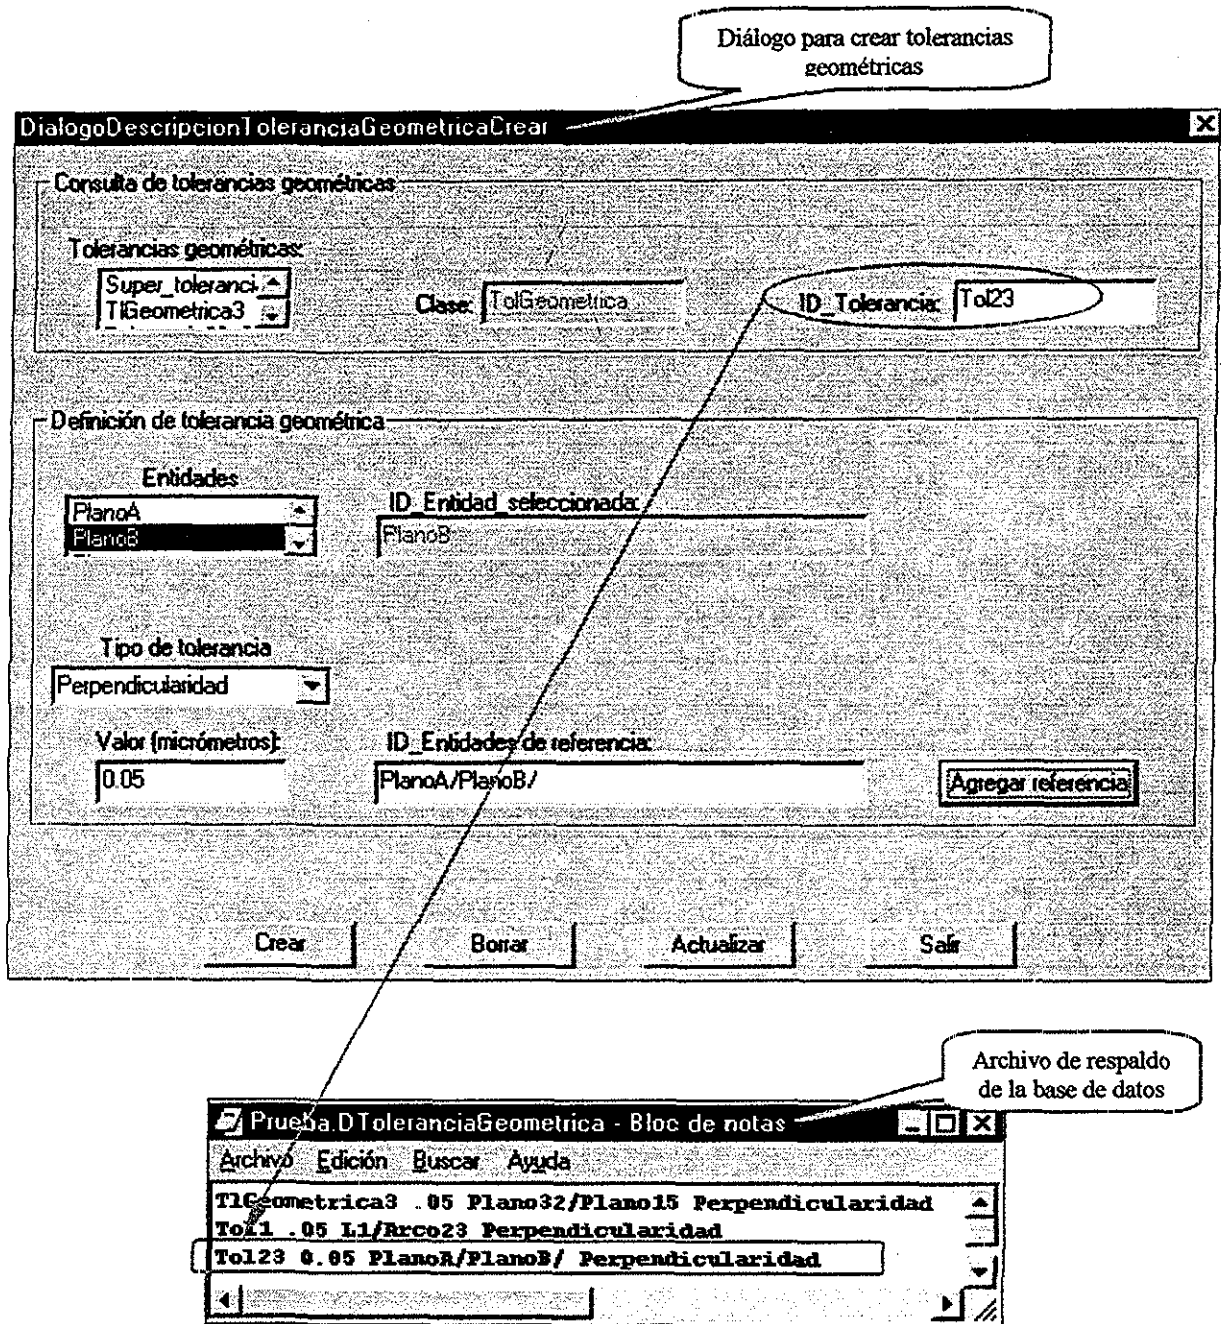 Diálogo para crear tolerancias
geométricas
DialogoDescripcionToleranciaGeometricaCrear
Consulta de tolerancias geométricas
Tolerancias geométricas:
Super_toleranci
TlGeometrica3
Clase: TolGeometrica
ID_Tolerancia: Tol23
Definición de tolerancia geométrica
Entidades
PlanoA
PlanoB
ID_Entidad_seleccionada:
PlanoB
Tipo de tolerancia
Perpendicularidad
Valor (micrómetros):
0.05
ID_Entidades de referencia:
PlanoA/PlanoB/
Agregar referencia
Crear Borrar Actualizar Salir
Archivo de respaldo
de la base de datos
Prueba.DToleranciaGeometrica - Bloc de notas
Archivo Edición Buscar Ayuda
TlGeometrica3 .05 Plano32/Plano15 Perpendicularidad
Tol1 .05 L1/Arco23 Perpendicularidad
Tol23 0.05 PlanoA/PlanoB/ Perpendicularidad